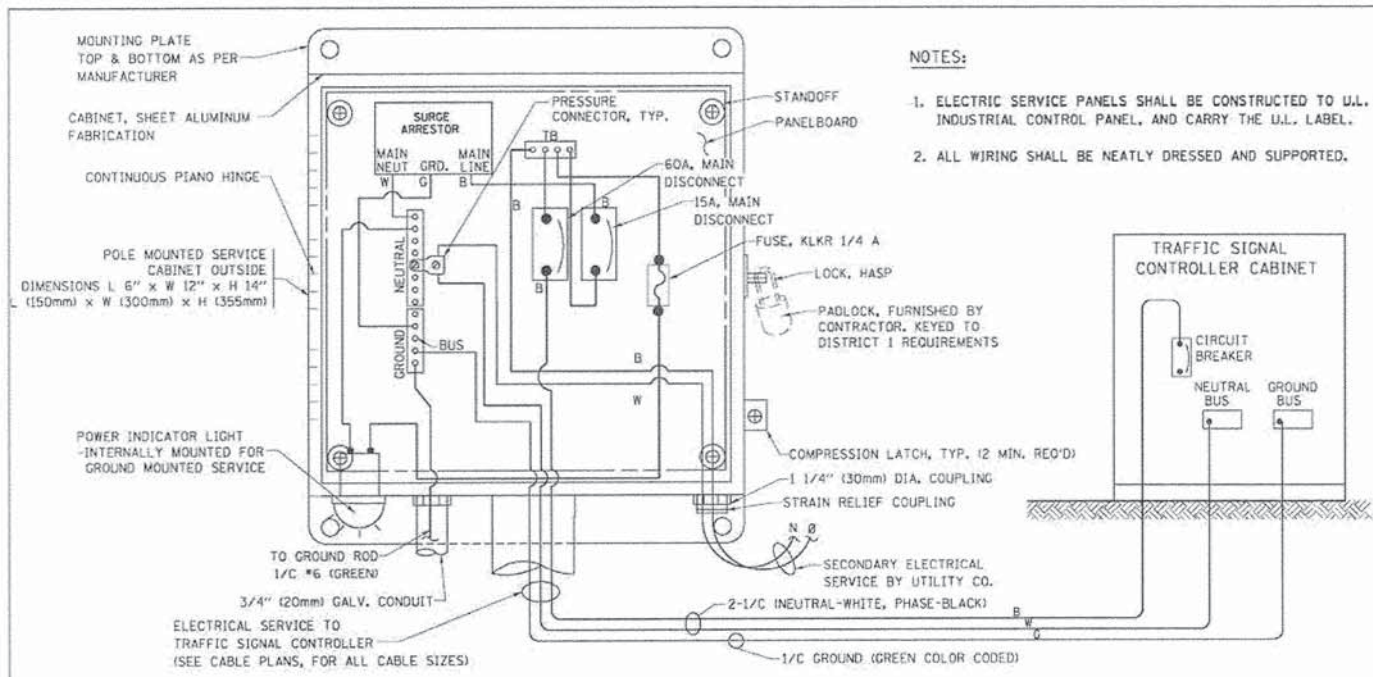 MOUNTING PLATE
TOP & BOTTOM AS PER
MANUFACTURER
CABINET, SHEET ALUMINUM
FABRICATION
CONTINUOUS PIANO HINGE
POLE MOUNTED SERVICE
CABINET OUTSIDE
DIMENSIONS L 6" x W 12" x H 14"
L (150mm) x W (300mm) x H (355mm)
POWER INDICATOR LIGHT
-INTERNALLY MOUNTED FOR
GROUND MOUNTED SERVICE
SURGE
ARRESTOR
MAIN
NEUT
GRD.
MAIN
LINE
W
G
B
NEUTRAL
GROUND
BUS
PRESSURE
CONNECTOR, TYP.
TB
B
B
B
B
W
STANDOFF
PANELBOARD
60A, MAIN
DISCONNECT
15A, MAIN
DISCONNECT
FUSE, KLKR 1/4 A
LOCK, HASP
PADLOCK, FURNISHED BY
CONTRACTOR. KEYED TO
DISTRICT 1 REQUIREMENTS
COMPRESSION LATCH, TYP. (2 MIN. REQ'D)
1 1/4" (30mm) DIA. COUPLING
STRAIN RELIEF COUPLING
N Ø
SECONDARY ELECTRICAL
SERVICE BY UTILITY CO.
TO GROUND ROD
1/C #6 (GREEN)
3/4" (20mm) GALV. CONDUIT
ELECTRICAL SERVICE TO
TRAFFIC SIGNAL CONTROLLER
(SEE CABLE PLANS, FOR ALL CABLE SIZES)
2-1/C (NEUTRAL-WHITE, PHASE-BLACK)
1/C GROUND (GREEN COLOR CODED)
B
W
G
NOTES:
1. ELECTRIC SERVICE PANELS SHALL BE CONSTRUCTED TO U.L.
INDUSTRIAL CONTROL PANEL, AND CARRY THE U.L. LABEL.
2. ALL WIRING SHALL BE NEATLY DRESSED AND SUPPORTED.
TRAFFIC SIGNAL
CONTROLLER CABINET
CIRCUIT
BREAKER
NEUTRAL
BUS
GROUND
BUS